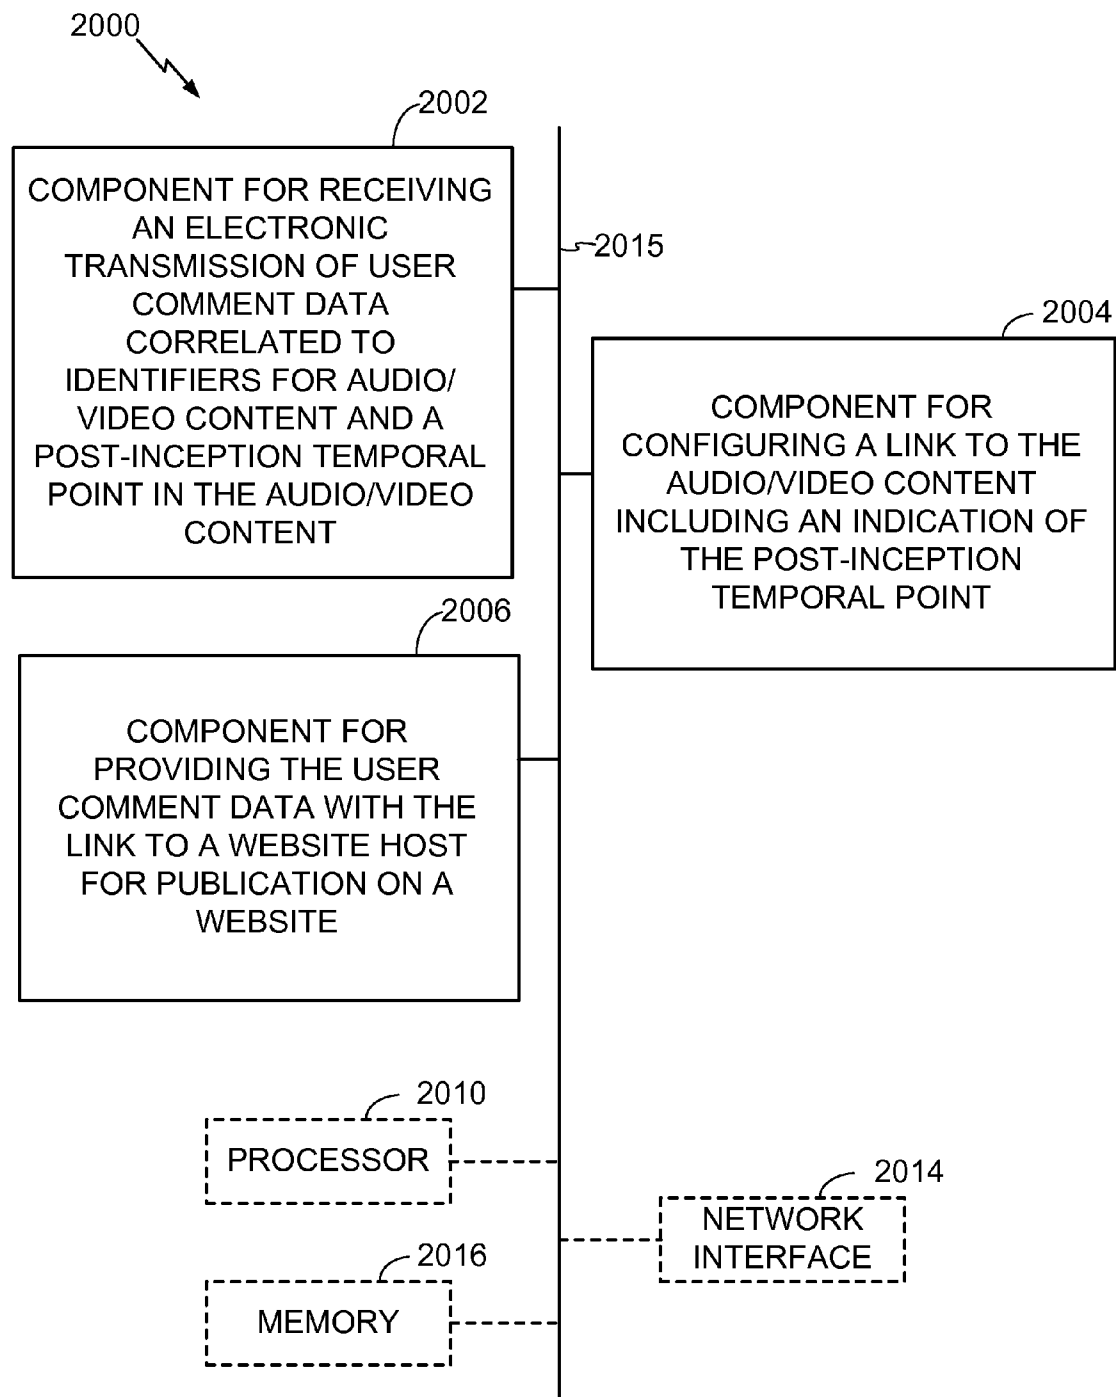 2000
2002
COMPONENT FOR RECEIVING
AN ELECTRONIC
TRANSMISSION OF USER
COMMENT DATA
CORRELATED TO
IDENTIFIERS FOR AUDIO/
VIDEO CONTENT AND A
POST-INCEPTION TEMPORAL
POINT IN THE AUDIO/VIDEO
CONTENT
2015
2004
COMPONENT FOR
CONFIGURING A LINK TO THE
AUDIO/VIDEO CONTENT
INCLUDING AN INDICATION OF
THE POST-INCEPTION
TEMPORAL POINT
2006
COMPONENT FOR
PROVIDING THE USER
COMMENT DATA WITH THE
LINK TO A WEBSITE HOST
FOR PUBLICATION ON A
WEBSITE
2010
PROCESSOR
2014
NETWORK
INTERFACE
2016
MEMORY